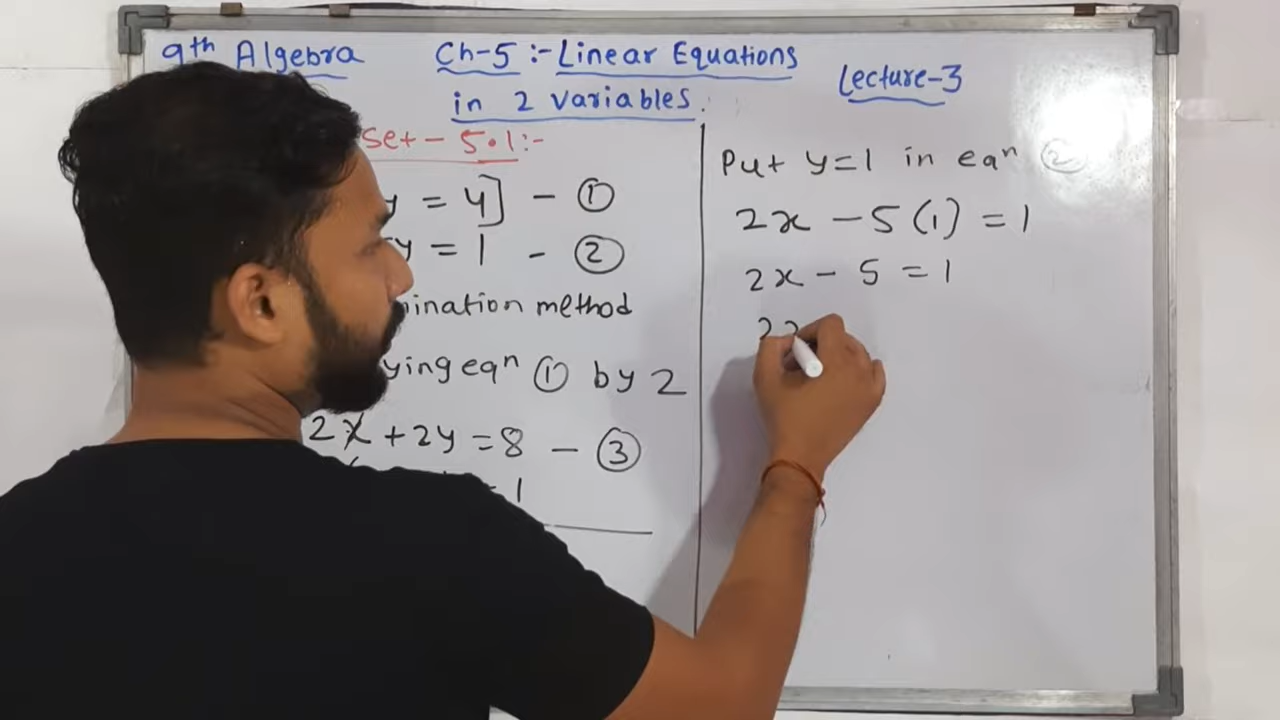 9th Algebra Ch-5 :- Linear Equations
in 2 variables.
Lecture-3
Set - 5.1:-
y = 4] - ①
y = 1 - ②
ination method
ying eqⁿ ① by 2
2x + 2y = 8 - ③
= 1
Put y=1 in eqⁿ ②
2x - 5(1) = 1
2x - 5 = 1
2x